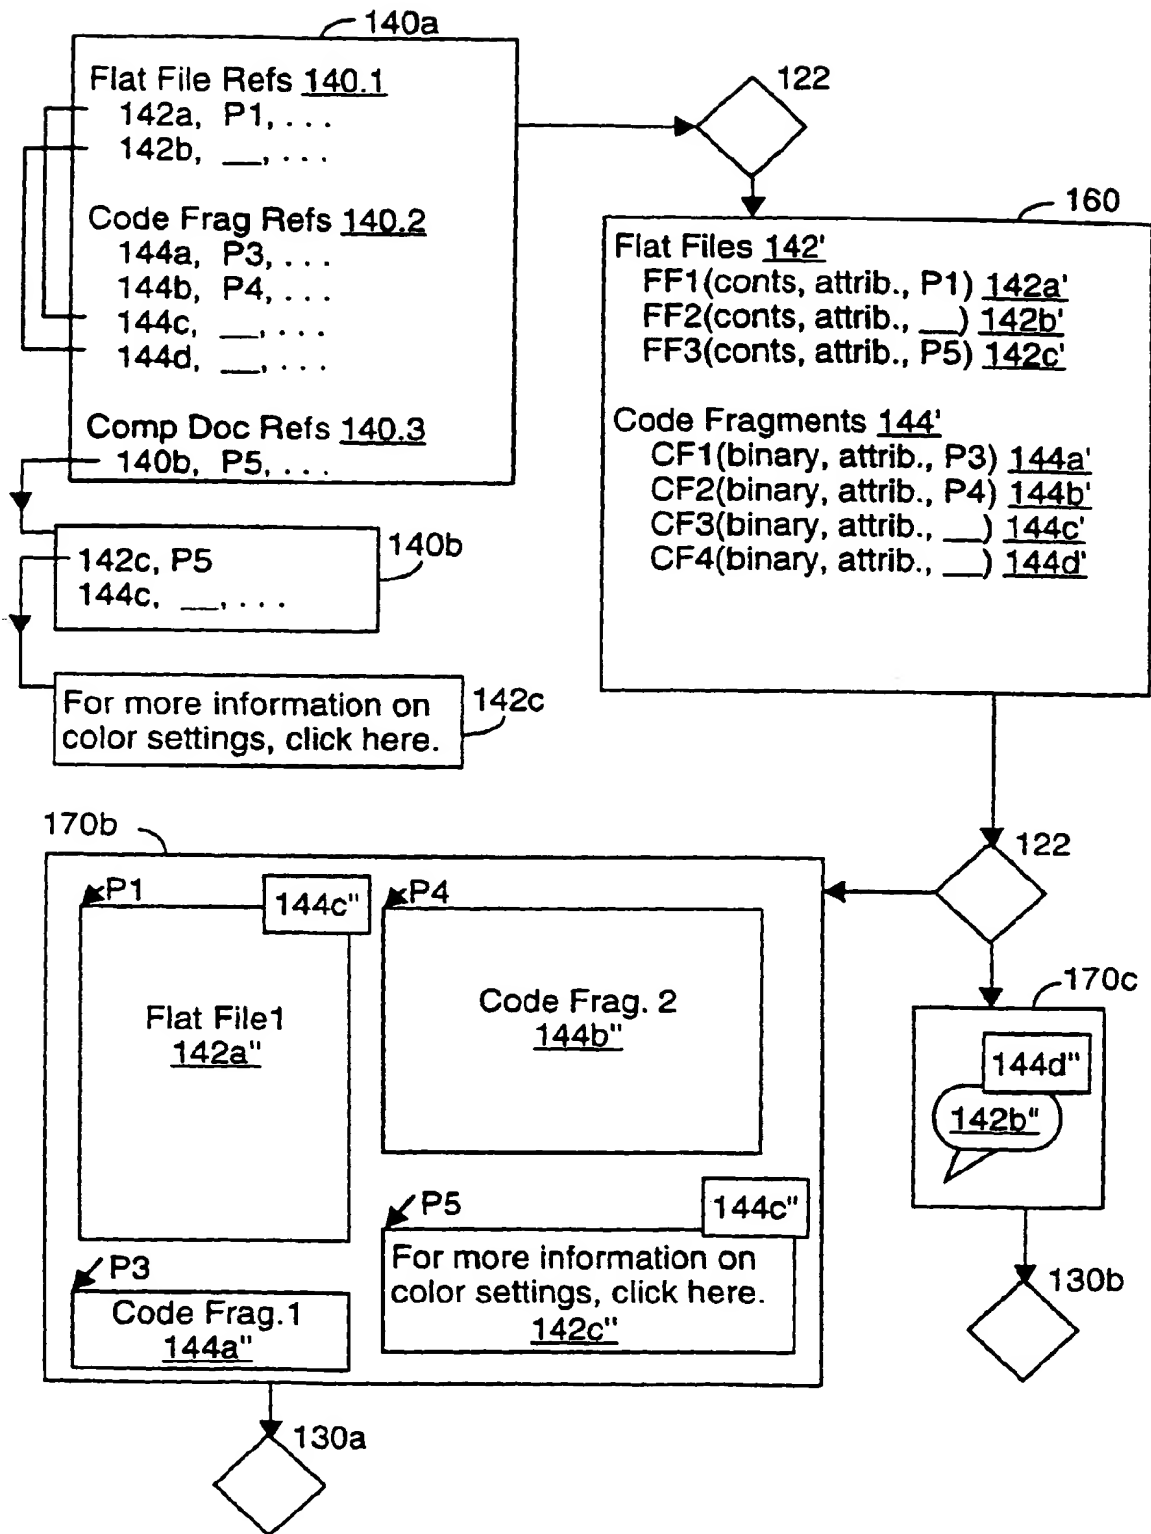 140a
Flat File Refs 140.1
142a, P1, . . .
142b, __, . . .
Code Frag Refs 140.2
144a, P3, . . .
144b, P4, . . .
144c, __, . . .
144d, __, . . .
Comp Doc Refs 140.3
140b, P5, . . .
122
160
Flat Files 142'
FF1(conts, attrib., P1) 142a'
FF2(conts, attrib., __) 142b'
FF3(conts, attrib., P5) 142c'
Code Fragments 144'
CF1(binary, attrib., P3) 144a'
CF2(binary, attrib., P4) 144b'
CF3(binary, attrib., __) 144c'
CF4(binary, attrib., __) 144d'
142c, P5
144c, __, . . .
140b
For more information on
color settings, click here.
142c
170b
122
P1
144c"
P4
Flat File1
142a"
Code Frag. 2
144b"
170c
144d"
142b"
P5
144c"
For more information on
color settings, click here.
142c"
P3
Code Frag.1
144a"
130b
130a